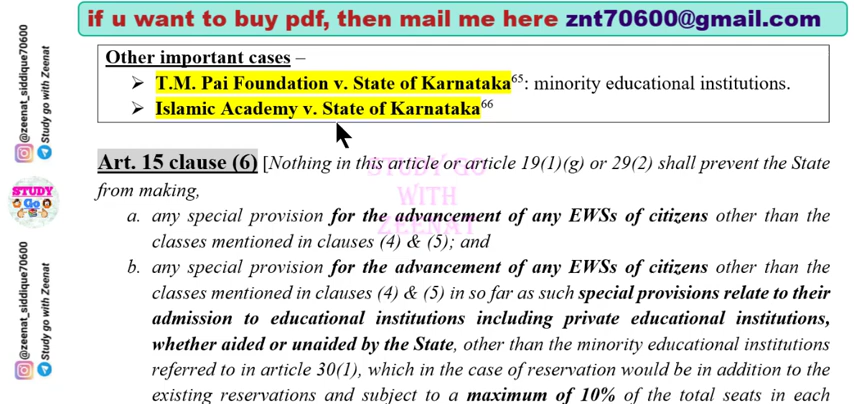 if u want to buy pdf, then mail me here znt70600@gmail.com
Other important cases –
➢ T.M. Pai Foundation v. State of Karnataka65: minority educational institutions.
➢ Islamic Academy v. State of Karnataka66
Art. 15 clause (6) [Nothing in this article or article 19(1)(g) or 29(2) shall prevent the State
from making,
a. any special provision for the advancement of any EWSs of citizens other than the
classes mentioned in clauses (4) & (5); and
b. any special provision for the advancement of any EWSs of citizens other than the
classes mentioned in clauses (4) & (5) in so far as such special provisions relate to their
admission to educational institutions including private educational institutions,
whether aided or unaided by the State, other than the minority educational institutions
referred to in article 30(1), which in the case of reservation would be in addition to the
existing reservations and subject to a maximum of 10% of the total seats in each
STUDY GO
WITH
ZEENAT
@zeenat_siddique70600
Study go with Zeenat
STUDY
Go
@zeenat_siddique70600
Study go with Zeenat